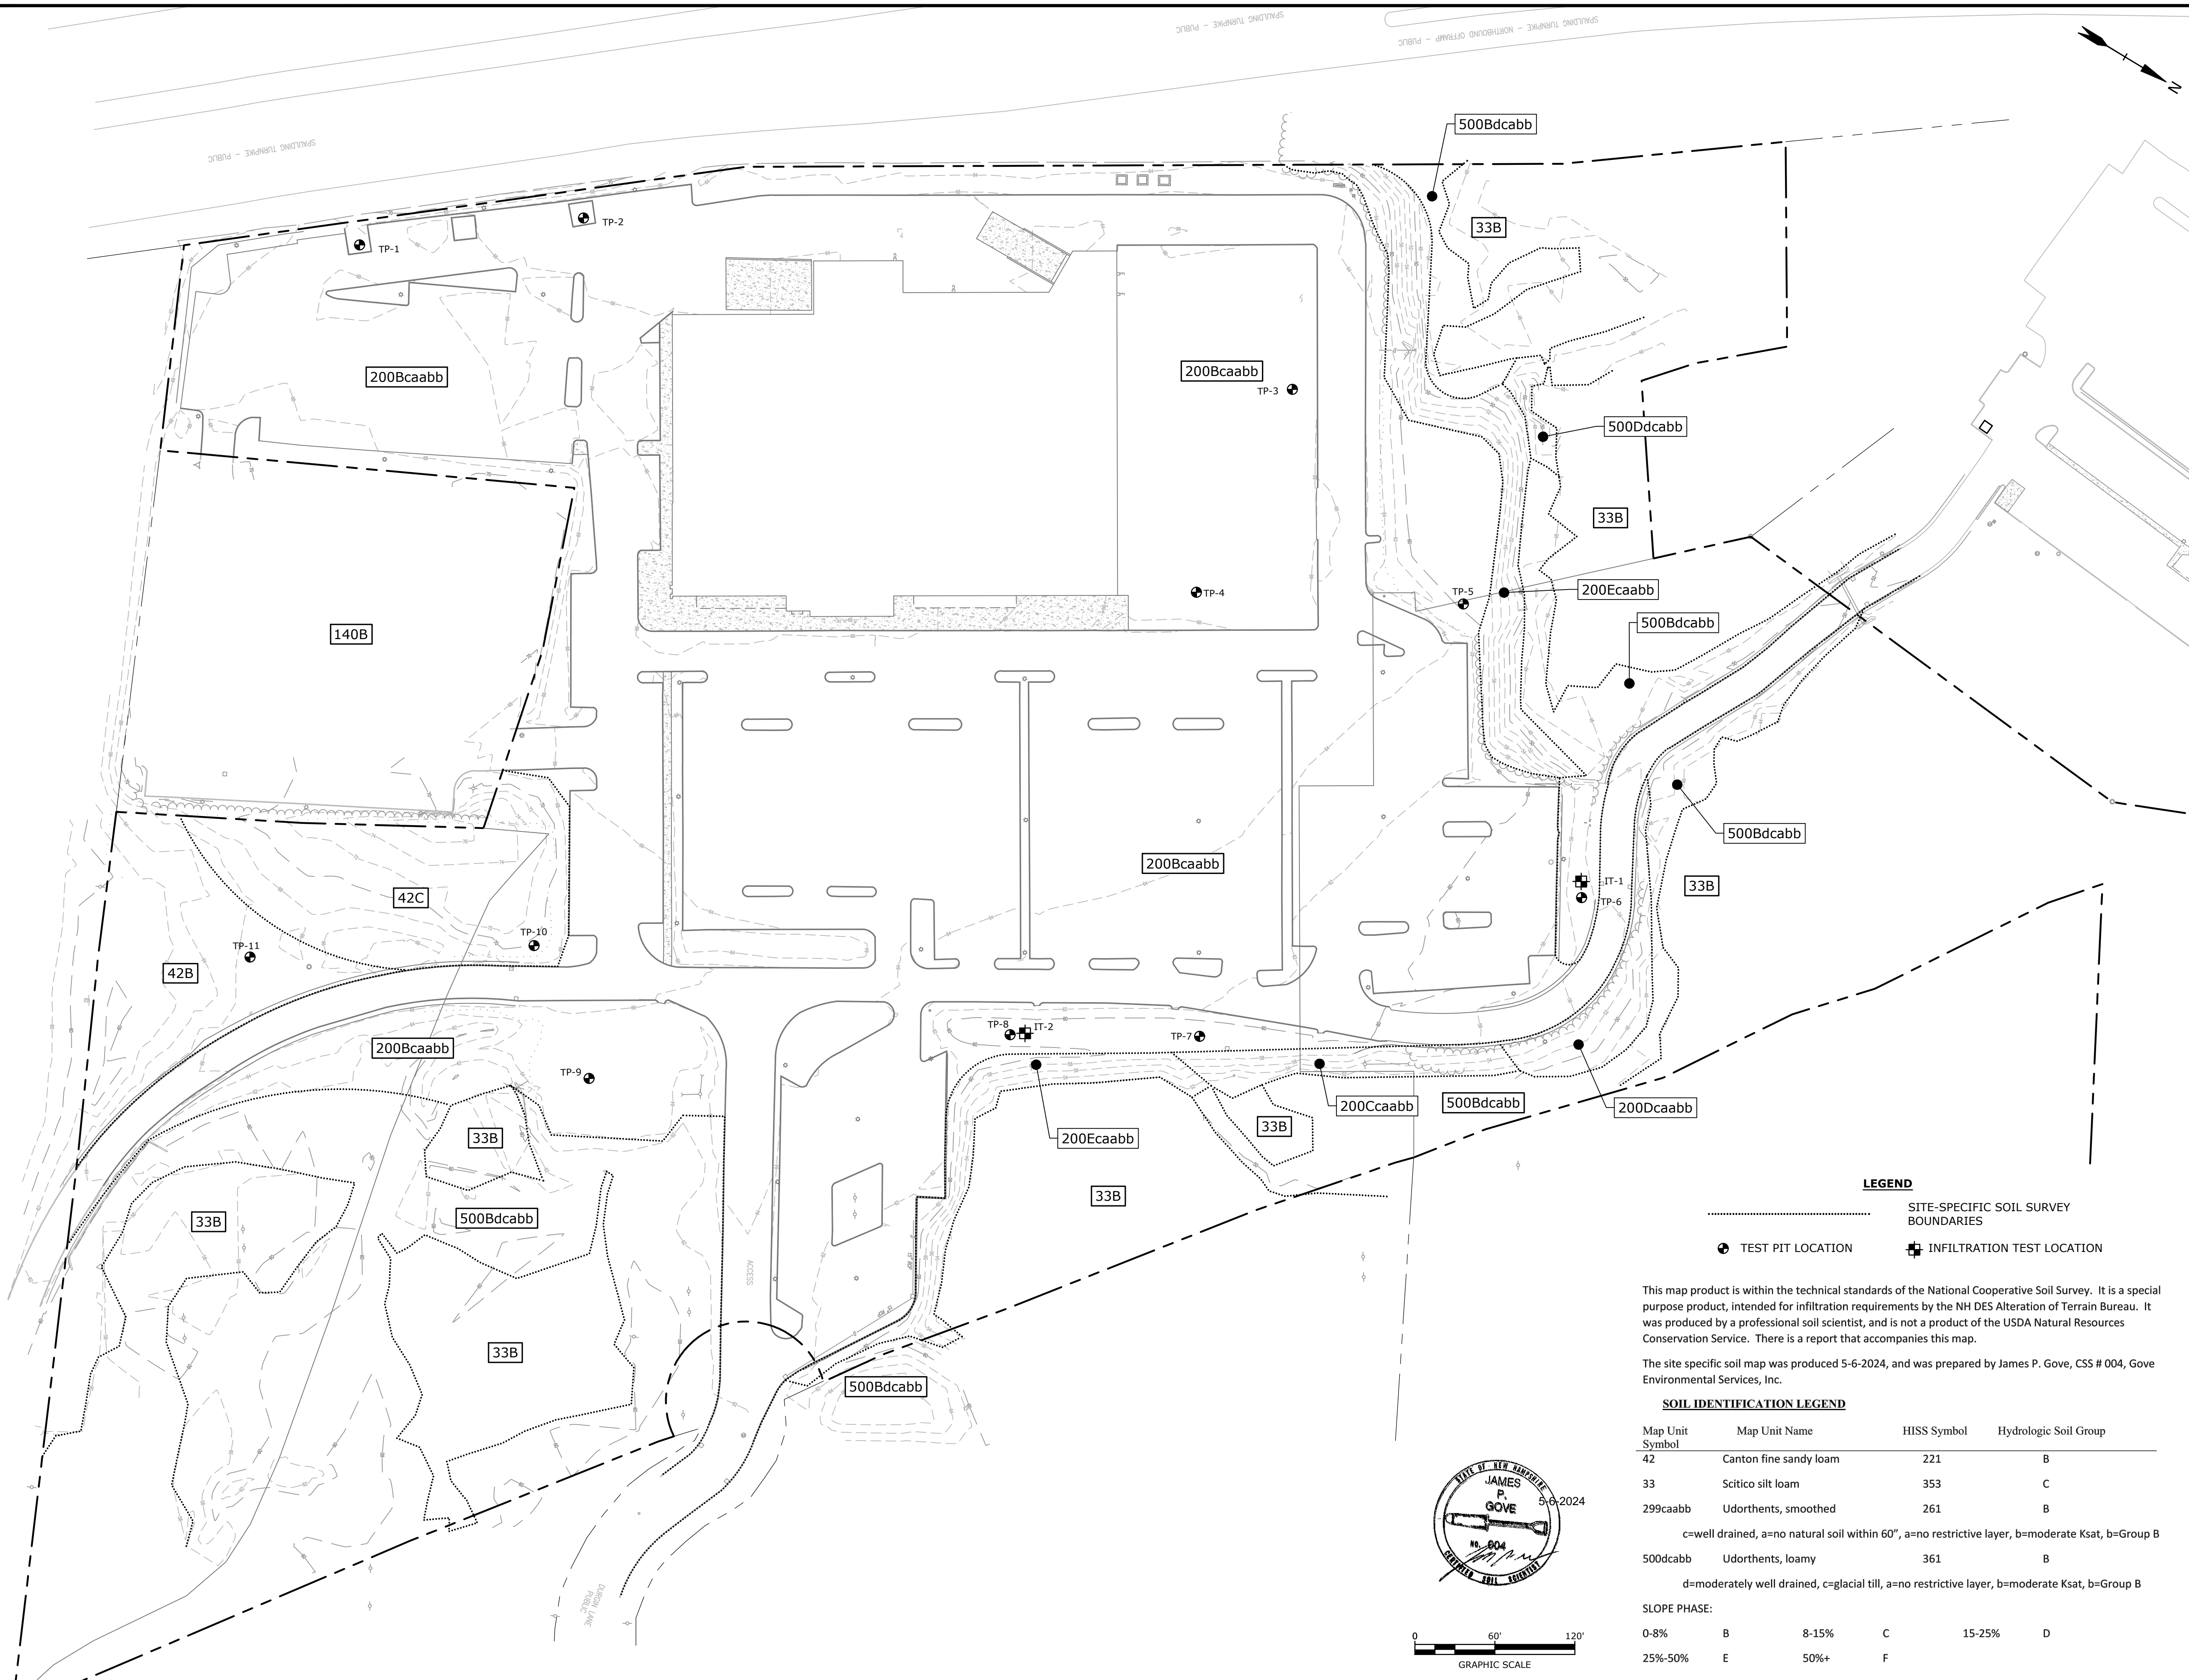 SPAULDING TURNPIKE - PUBLIC
SPAULDING TURNPIKE - NORTHBOUND OFFRAMP - PUBLIC
SPAULDING TURNPIKE - PUBLIC
N
500Bdcabb
33B
TP-1
TP-2
200Bcaabb
200Bcaabb
TP-3
500Ddcabb
33B
TP-4
TP-5
200Ecaabb
140B
500Bdcabb
500Bdcabb
200Bcaabb
33B
IT-1
TP-6
42C
TP-10
TP-11
42B
200Bcaabb
TP-8
IT-2
TP-7
TP-9
200Ccaabb
500Bdcabb
200Dcaabb
33B
33B
200Ecaabb
33B
33B
500Bdcabb
ACCESS
33B
500Bdcabb
DURGIN LANE
PUBLIC
LEGEND
SITE-SPECIFIC SOIL SURVEY
BOUNDARIES
TEST PIT LOCATION
INFILTRATION TEST LOCATION
This map product is within the technical standards of the National Cooperative Soil Survey. It is a special
purpose product, intended for infiltration requirements by the NH DES Alteration of Terrain Bureau. It
was produced by a professional soil scientist, and is not a product of the USDA Natural Resources
Conservation Service. There is a report that accompanies this map.
The site specific soil map was produced 5-6-2024, and was prepared by James P. Gove, CSS # 004, Gove
Environmental Services, Inc.
SOIL IDENTIFICATION LEGEND
Map Unit Symbol Map Unit Name HISS Symbol Hydrologic Soil Group
42 Canton fine sandy loam 221 B
33 Scitico silt loam 353 C
299caabb Udorthents, smoothed 261 B
c=well drained, a=no natural soil within 60”, a=no restrictive layer, b=moderate Ksat, b=Group B
500dcabb Udorthents, loamy 361 B
d=moderately well drained, c=glacial till, a=no restrictive layer, b=moderate Ksat, b=Group B
SLOPE PHASE:
0-8% B 8-15% C 15-25% D
25%-50% E 50%+ F
STATE OF NEW HAMPSHIRE
JAMES
P.
GOVE
5-6-2024
NO. 004
CERTIFIED SOIL SCIENTIST
0 60' 120'
GRAPHIC SCALE